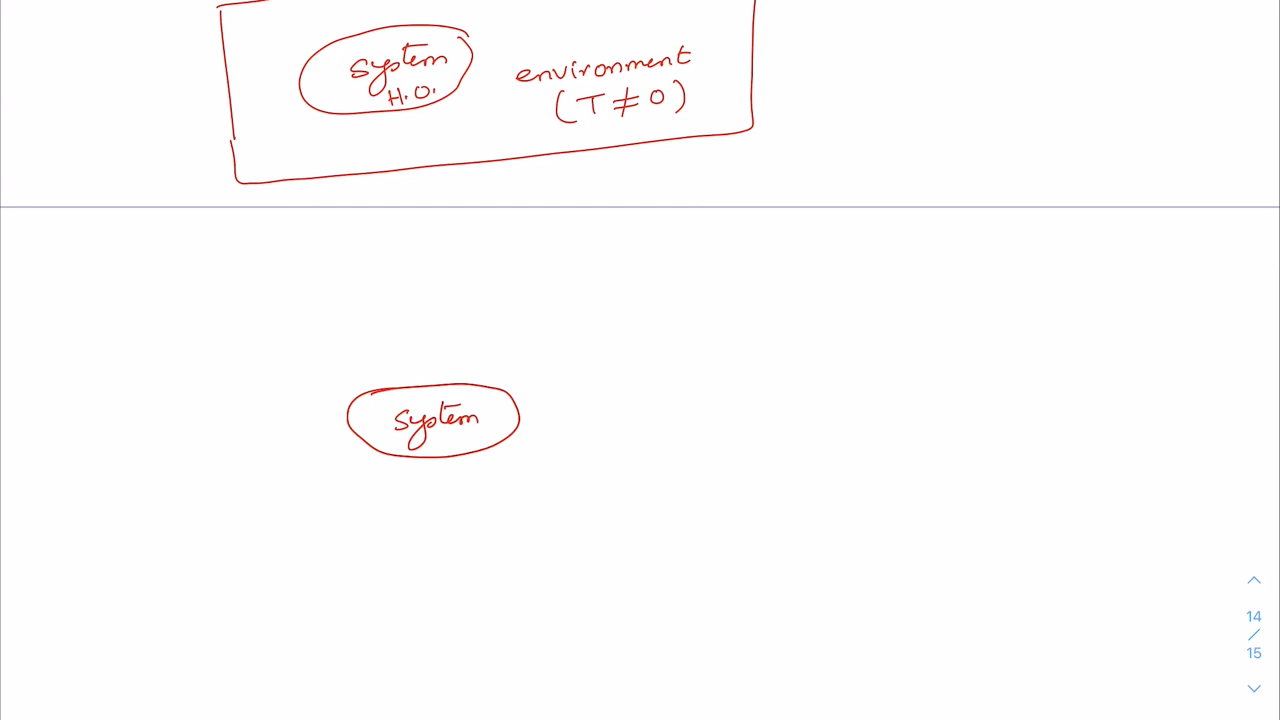 system
H.O.
environment
(T ≠ 0)
system
14
/
15